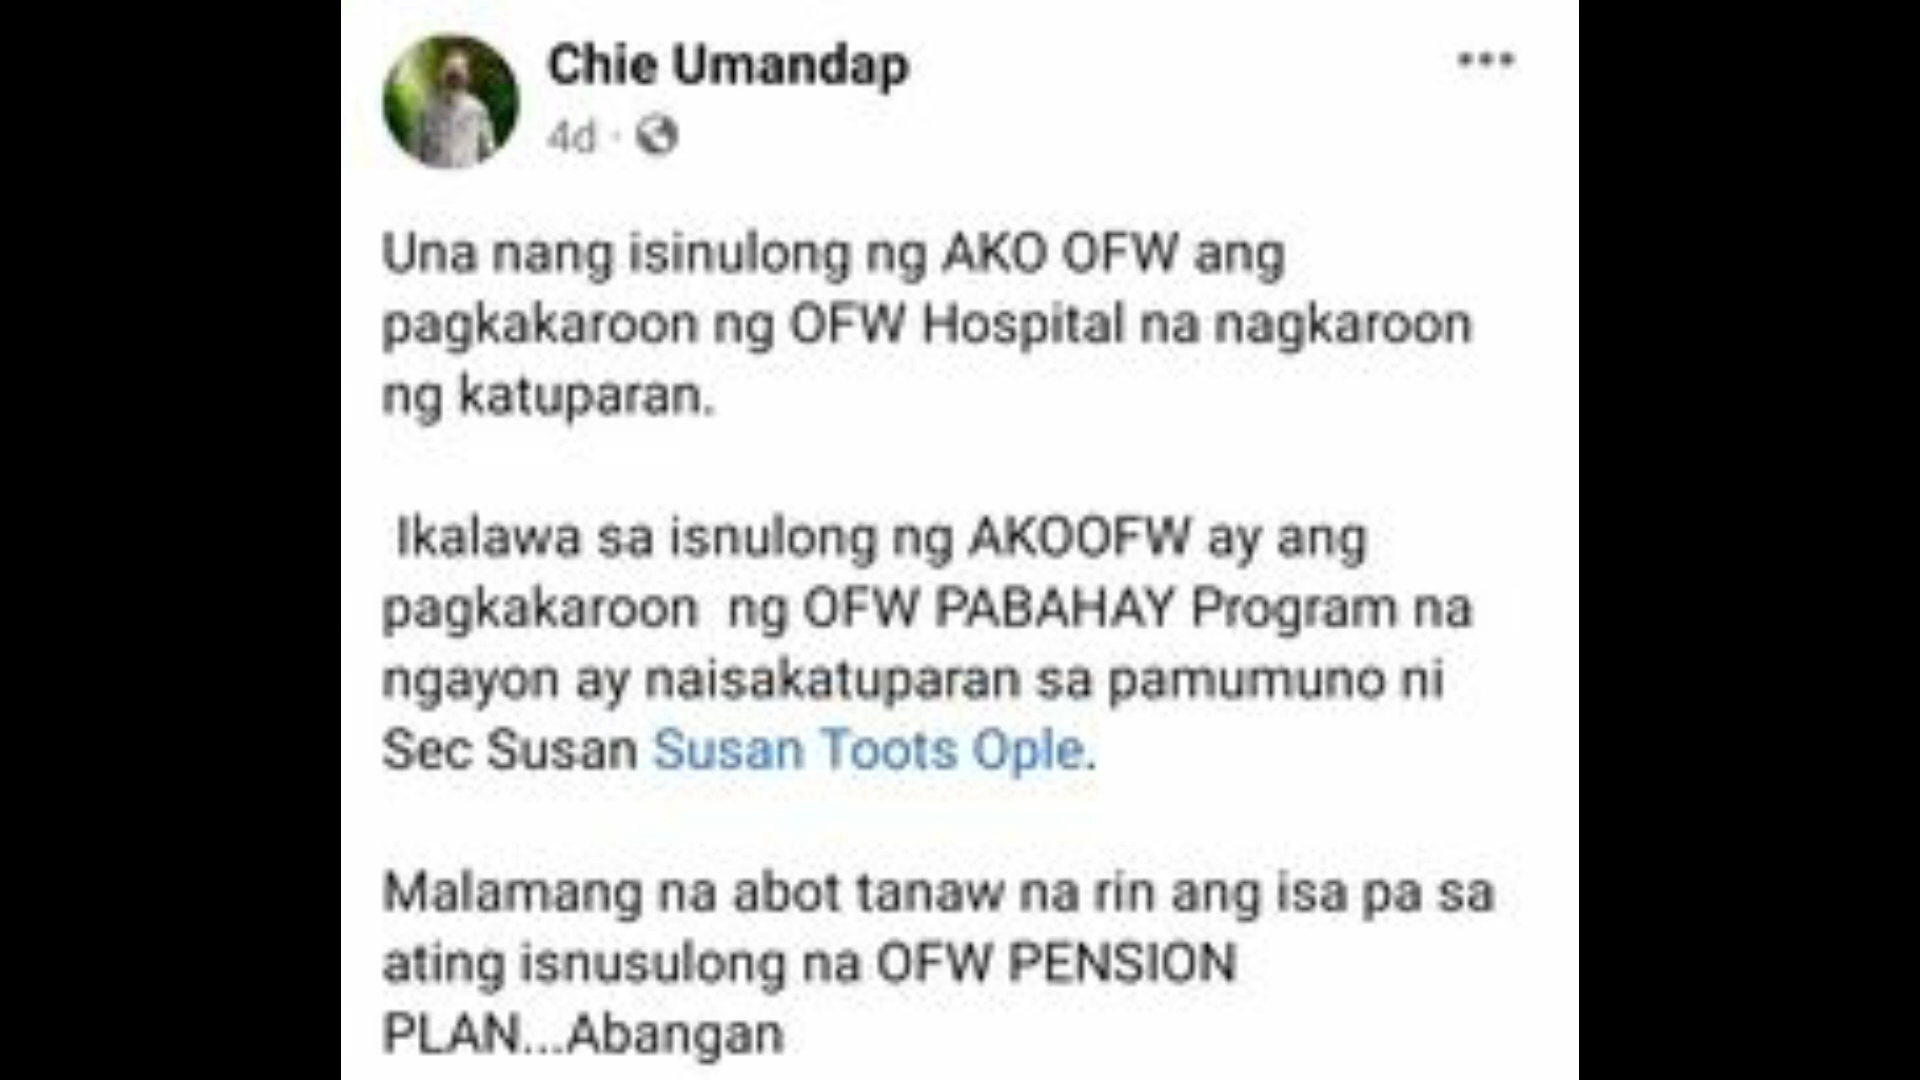 Chie Umandap
4d ·
Una nang isinulong ng AKO OFW ang
pagkakaroon ng OFW Hospital na nagkaroon
ng katuparan.
Ikalawa sa isnulong ng AKOOFW ay ang
pagkakaroon ng OFW PABAHAY Program na
ngayon ay naisakatuparan sa pamumuno ni
Sec Susan Susan Toots Ople.
Malamang na abot tanaw na rin ang isa pa sa
ating isnusulong na OFW PENSION
PLAN...Abangan